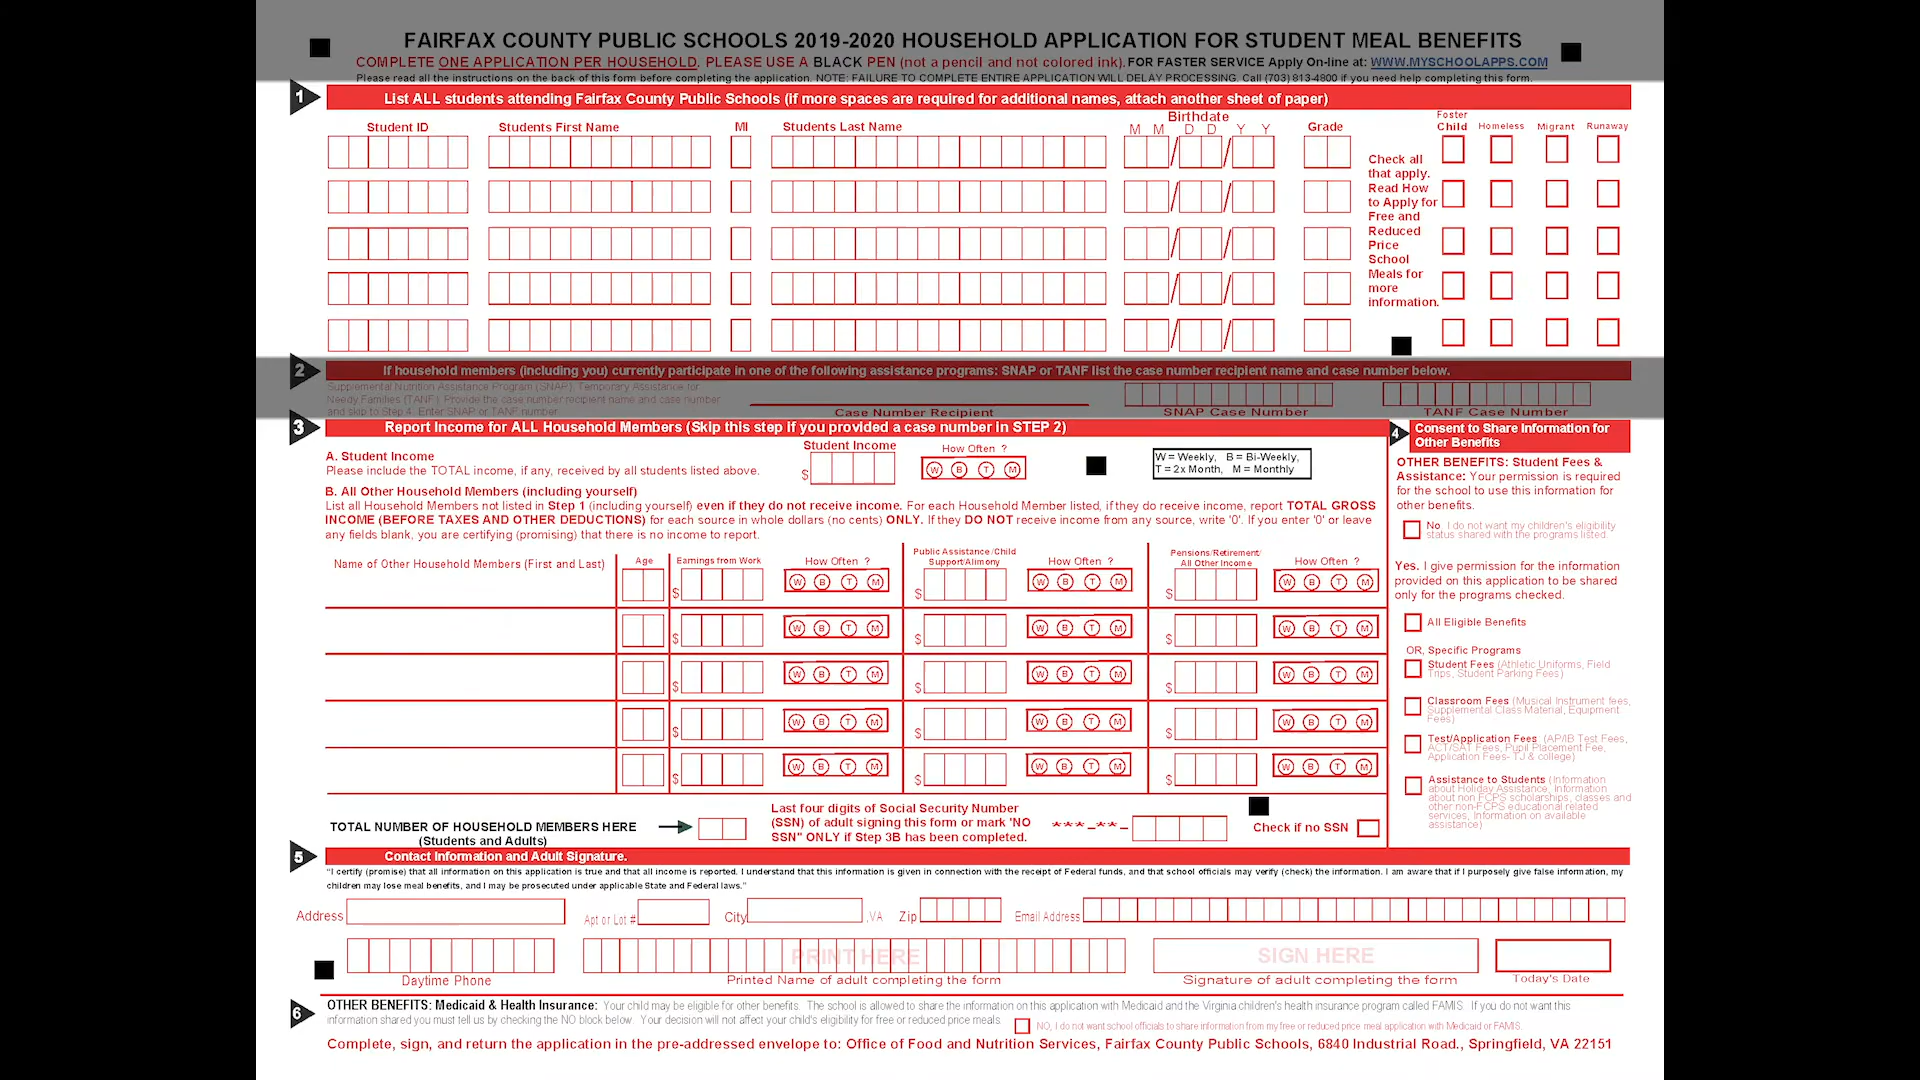 FAIRFAX COUNTY PUBLIC SCHOOLS 2019-2020 HOUSEHOLD APPLICATION FOR STUDENT MEAL BENEFITS
COMPLETE ONE APPLICATION PER HOUSEHOLD. PLEASE USE A BLACK PEN (not a pencil and not colored ink). FOR FASTER SERVICE Apply On-line at: WWW.MYSCHOOLAPPS.COM
Please read all the instructions on the back of this form before completing the application. NOTE: FAILURE TO COMPLETE ENTIRE APPLICATION WILL DELAY PROCESSING. Call (703) 813-4800 if you need help completing this form.
1 List ALL students attending Fairfax County Public Schools (if more spaces are required for additional names, attach another sheet of paper)
Student ID Students First Name MI Students Last Name Birthdate Grade Foster Child Homeless Migrant Runaway
M M D D Y Y
Check all
that apply.
Read How
to Apply for
Free and
Reduced
Price
School
Meals for
more
information.
2 If household members (including you) currently participate in one of the following assistance programs: SNAP or TANF list the case number recipient name and case number below.
Supplemental Nutrition Assistance Program (SNAP), Temporary Assistance for
Needy Families (TANF). Provide the case number recipient name and case number
and skip to Step 4. Enter SNAP or TANF number.
Case Number Recipient SNAP Case Number TANF Case Number
3 Report Income for ALL Household Members (Skip this step if you provided a case number in STEP 2)
A. Student Income
Please include the TOTAL income, if any, received by all students listed above.
Student Income How Often ?
$ W B T M
W = Weekly, B = Bi-Weekly,
T = 2x Month, M = Monthly
B. All Other Household Members (including yourself)
List all Household Members not listed in Step 1 (including yourself) even if they do not receive income. For each Household Member listed, if they do receive income, report TOTAL GROSS
INCOME (BEFORE TAXES AND OTHER DEDUCTIONS) for each source in whole dollars (no cents) ONLY. If they DO NOT receive income from any source, write '0'. If you enter '0' or leave
any fields blank, you are certifying (promising) that there is no income to report.
Name of Other Household Members (First and Last) Age Earnings from Work How Often ? Public Assistance/Child Support/Alimony How Often ? Pensions/Retirement/ All Other Income How Often ?
$ W B T M $ W B T M $ W B T M
$ W B T M $ W B T M $ W B T M
$ W B T M $ W B T M $ W B T M
$ W B T M $ W B T M $ W B T M
$ W B T M $ W B T M $ W B T M
TOTAL NUMBER OF HOUSEHOLD MEMBERS HERE
(Students and Adults)
Last four digits of Social Security Number
(SSN) of adult signing this form or mark 'NO
SSN" ONLY if Step 3B has been completed.
***-**-
Check if no SSN
4 Consent to Share Information for
Other Benefits
OTHER BENEFITS: Student Fees &
Assistance: Your permission is required
for the school to use this information for
other benefits.
No. I do not want my children's eligibility
status shared with the programs listed.
Yes. I give permission for the information
provided on this application to be shared
only for the programs checked.
All Eligible Benefits
OR, Specific Programs
Student Fees (Athletic Uniforms, Field
Trips, Student Parking Fees)
Classroom Fees (Musical Instrument fees,
Supplemental Class Material, Equipment
Fees)
Test/Application Fees (AP/IB Test Fees,
ACT/SAT Fees, Pupil Placement Fee,
Application Fees- TJ & college)
Assistance to Students (Information
about Holiday Assistance, Information
about non FCPS scholarships, classes and
other non-FCPS educational related
services, Information on available
assistance)
5 Contact Information and Adult Signature.
"I certify (promise) that all information on this application is true and that all income is reported. I understand that this information is given in connection with the receipt of Federal funds, and that school officials may verify (check) the information. I am aware that if I purposely give false information, my
children may lose meal benefits, and I may be prosecuted under applicable State and Federal laws."
Address Apt or Lot # City ,VA Zip Email Address
PRINT HERE SIGN HERE
Daytime Phone Printed Name of adult completing the form Signature of adult completing the form Today's Date
6 OTHER BENEFITS: Medicaid & Health Insurance: Your child may be eligible for other benefits. The school is allowed to share the information on this application with Medicaid and the Virginia children's health insurance program called FAMIS. If you do not want this
information shared you must tell us by checking the NO block below. Your decision will not affect your child's eligibility for free or reduced price meals.
NO, I do not want school officials to share information from my free or reduced price meal application with Medicaid or FAMIS.
Complete, sign, and return the application in the pre-addressed envelope to: Office of Food and Nutrition Services, Fairfax County Public Schools, 6840 Industrial Road., Springfield, VA 22151